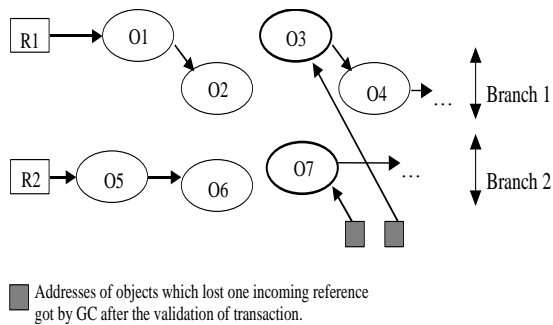 R1
O1
O2
O3
O4
...
Branch 1
R2
O5
O6
O7
...
Branch 2
Addresses of objects which lost one incoming reference
got by GC after the validation of transaction.